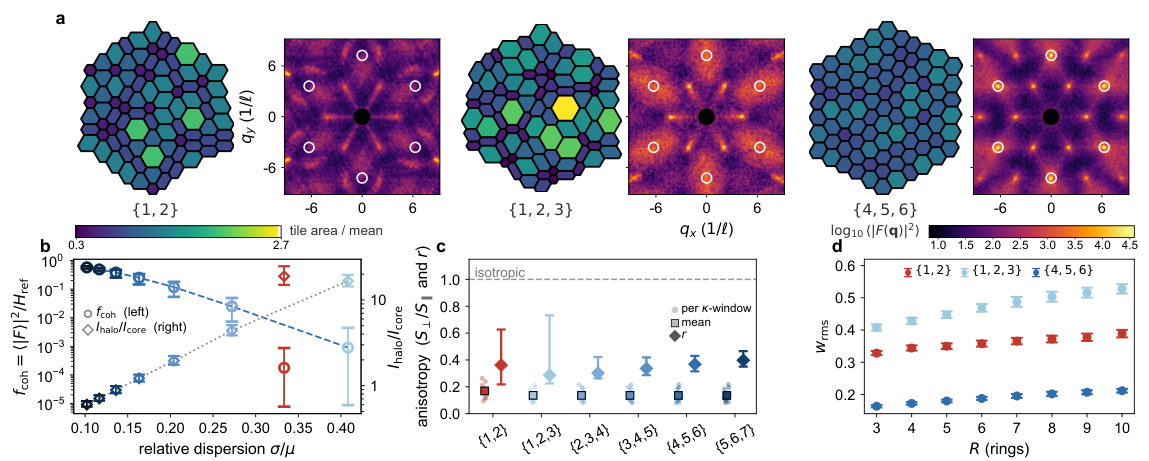 a
6
0
-6
q_y (1/ℓ)
-6
0
6
-6
0
6
-6
0
6
{1, 2}
{1, 2, 3}
q_x (1/ℓ)
{4, 5, 6}
0.3
2.7
tile area / mean
log₁₀ ⟨|F(q)|²⟩
1.0
1.5
2.0
2.5
3.0
3.5
4.0
4.5
b
10⁰
10⁻¹
10⁻²
10⁻³
10⁻⁴
10⁻⁵
f_coh = ⟨|F⟩|²/H_ref
f_coh (left)
I_halo/I_core (right)
10
1
I_halo/I_core
0.10
0.15
0.20
0.25
0.30
0.35
0.40
relative dispersion σ/μ
c
1.0
0.8
0.6
0.4
0.2
0.0
anisotropy (S_⊥/S_∥ and r)
isotropic
per κ-window
mean
r
{1,2}
{1,2,3}
{2,3,4}
{3,4,5}
{4,5,6}
{5,6,7}
d
0.6
0.5
0.4
0.3
0.2
w_rms
{1, 2}
{1, 2, 3}
{4, 5, 6}
3
4
5
6
7
8
9
10
R (rings)